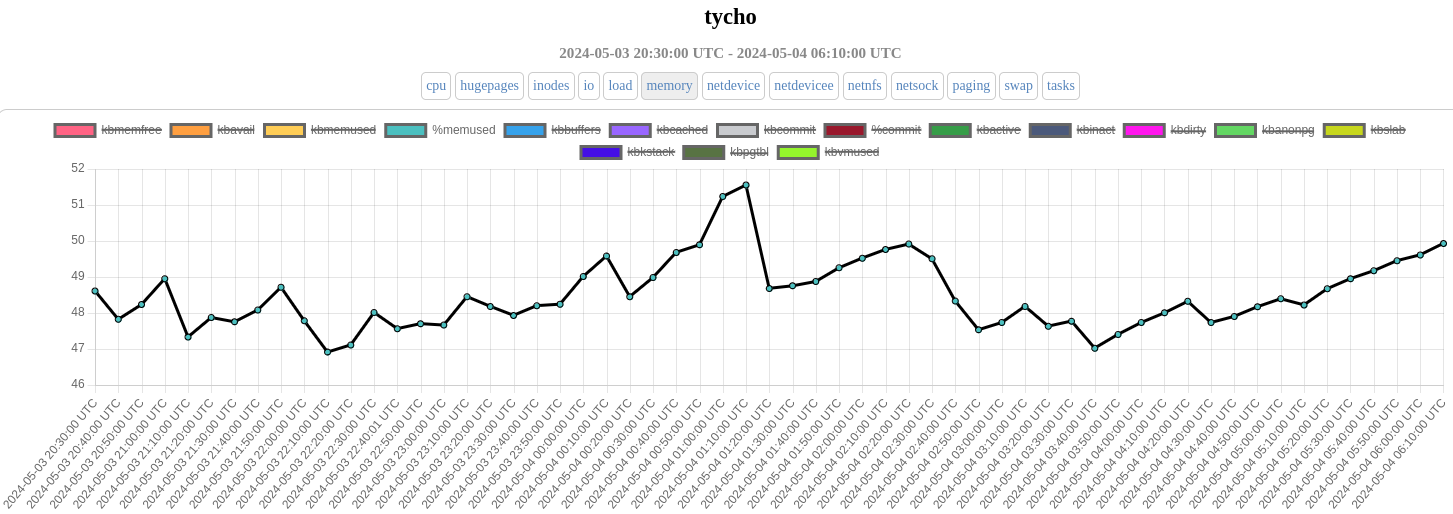 tycho
2024-05-03 20:30:00 UTC - 2024-05-04 06:10:00 UTC
cpu hugepages inodes io load memory netdevice netdevicee netnfs netsock paging swap tasks
kbmemfree kbavail kbmemused %memused kbbuffers kbcached kbcommit %commit kbactive kbinact kbdirty kbanonpg kbslab
kbkstack kbpgtbl kbvmused
52
51
50
49
48
47
46
2024-05-03 20:30:00 UTC
2024-05-03 20:40:00 UTC
2024-05-03 20:50:00 UTC
2024-05-03 21:00:00 UTC
2024-05-03 21:10:00 UTC
2024-05-03 21:20:00 UTC
2024-05-03 21:30:00 UTC
2024-05-03 21:40:00 UTC
2024-05-03 21:50:00 UTC
2024-05-03 22:00:00 UTC
2024-05-03 22:10:00 UTC
2024-05-03 22:20:00 UTC
2024-05-03 22:30:00 UTC
2024-05-03 22:40:01 UTC
2024-05-03 22:50:00 UTC
2024-05-03 23:00:00 UTC
2024-05-03 23:10:00 UTC
2024-05-03 23:20:00 UTC
2024-05-03 23:30:00 UTC
2024-05-03 23:40:00 UTC
2024-05-03 23:50:00 UTC
2024-05-04 00:00:00 UTC
2024-05-04 00:10:00 UTC
2024-05-04 00:20:00 UTC
2024-05-04 00:30:00 UTC
2024-05-04 00:40:00 UTC
2024-05-04 00:50:00 UTC
2024-05-04 01:00:00 UTC
2024-05-04 01:10:00 UTC
2024-05-04 01:20:00 UTC
2024-05-04 01:30:00 UTC
2024-05-04 01:40:00 UTC
2024-05-04 01:50:00 UTC
2024-05-04 02:00:00 UTC
2024-05-04 02:10:00 UTC
2024-05-04 02:20:00 UTC
2024-05-04 02:30:00 UTC
2024-05-04 02:40:00 UTC
2024-05-04 02:50:00 UTC
2024-05-04 03:00:00 UTC
2024-05-04 03:10:00 UTC
2024-05-04 03:20:00 UTC
2024-05-04 03:30:00 UTC
2024-05-04 03:40:00 UTC
2024-05-04 03:50:00 UTC
2024-05-04 04:00:00 UTC
2024-05-04 04:10:00 UTC
2024-05-04 04:20:00 UTC
2024-05-04 04:30:00 UTC
2024-05-04 04:40:00 UTC
2024-05-04 04:50:00 UTC
2024-05-04 05:00:00 UTC
2024-05-04 05:10:00 UTC
2024-05-04 05:20:00 UTC
2024-05-04 05:30:00 UTC
2024-05-04 05:40:00 UTC
2024-05-04 05:50:00 UTC
2024-05-04 06:00:00 UTC
2024-05-04 06:10:00 UTC